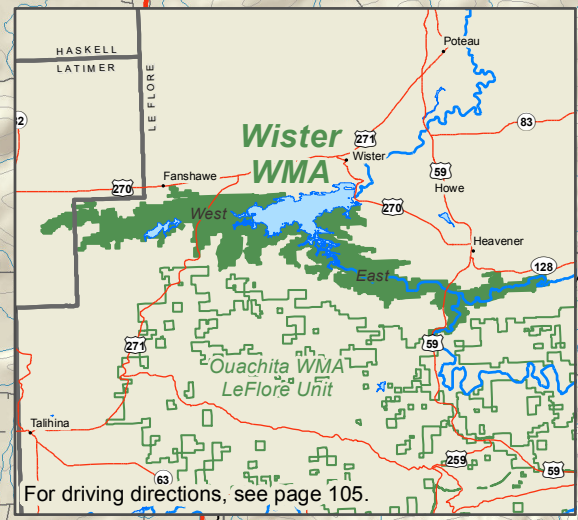 Poteau
HASKELL
LATIMER
LE FLORE
83
271
Wister
WMA
Wister
59
Howe
Fanshawe
270
270
West
Heavener
East
128
271
59
Ouachita WMA
LeFlore Unit
Talihina
259
63
59
For driving directions, see page 105.